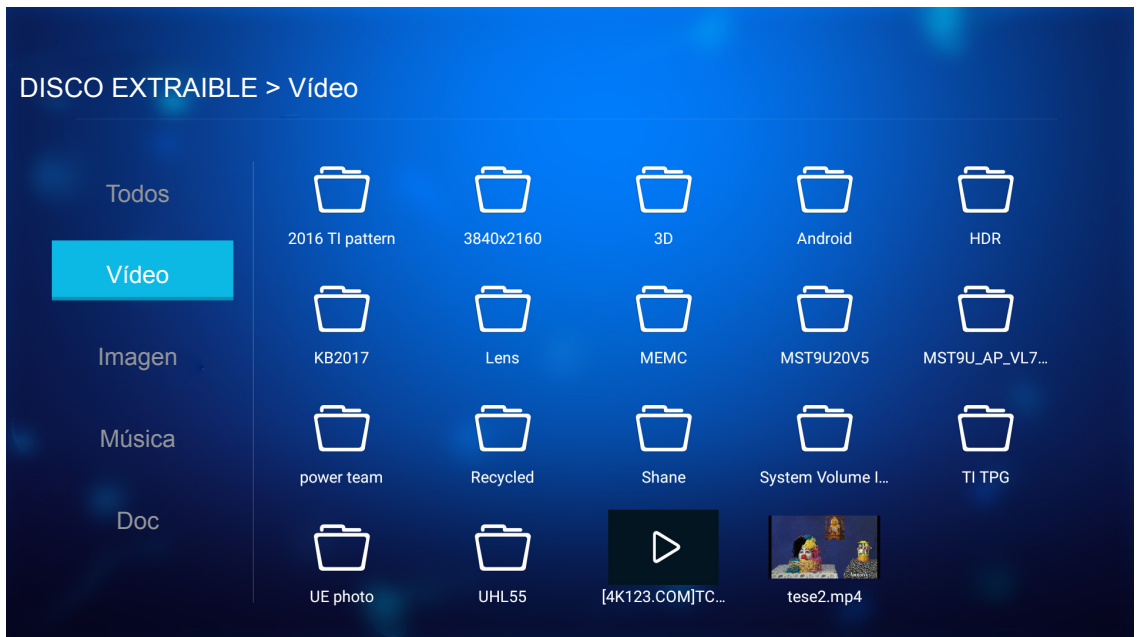 DISCO EXTRAIBLE > Vídeo
Todos
Vídeo
Imagen
Música
Doc
2016 TI pattern
3840x2160
3D
Android
HDR
KB2017
Lens
MEMC
MST9U20V5
MST9U_AP_VL7...
power team
Recycled
Shane
System Volume I...
TI TPG
UE photo
UHL55
[4K123.COM]TC...
tese2.mp4